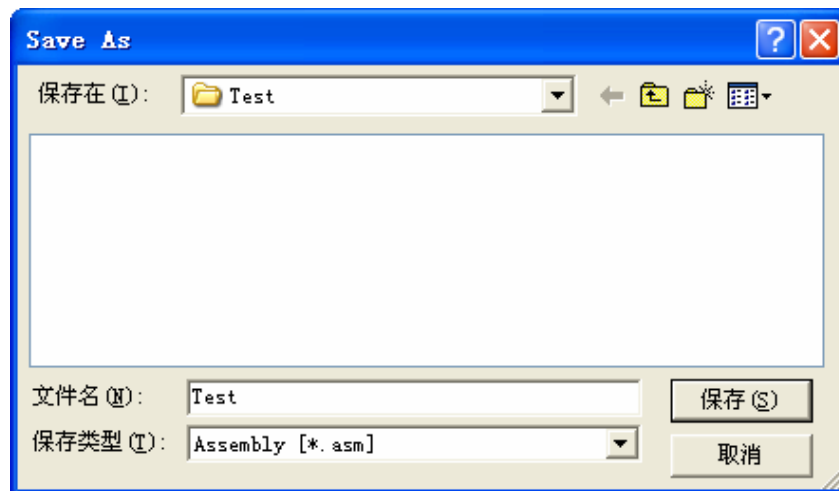 Save As
保存在(I): Test
文件名(N): Test
保存(S)
保存类型(T): Assembly [*.asm]
取消